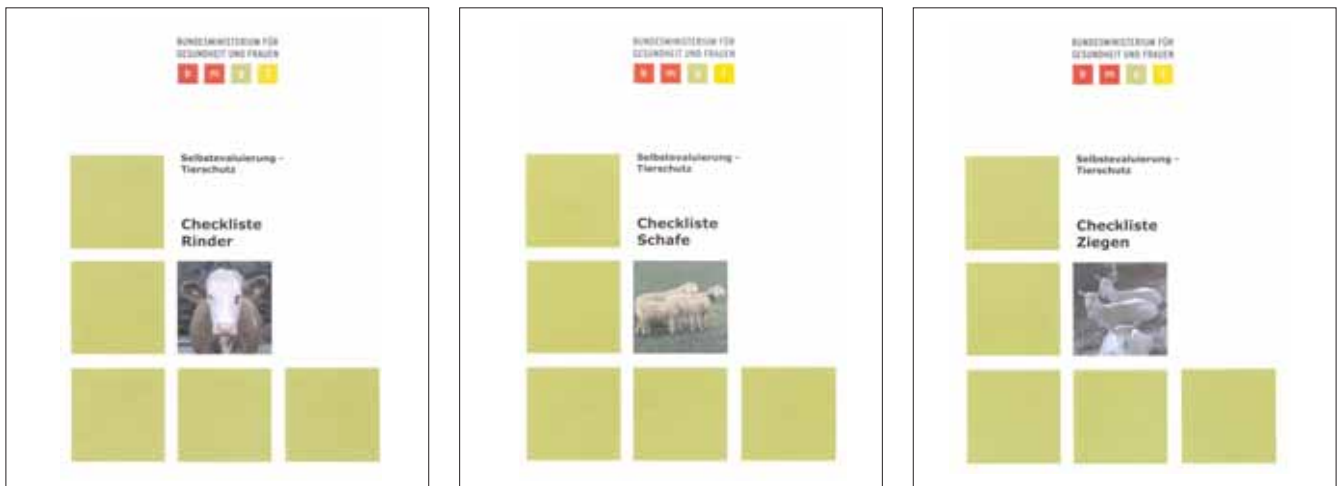 BUNDESMINISTERIUM FÜR
GESUNDHEIT UND FRAUEN
b m g f
Selbstevaluierung –
Tierschutz
Checkliste
Rinder
BUNDESMINISTERIUM FÜR
GESUNDHEIT UND FRAUEN
b m g f
Selbstevaluierung –
Tierschutz
Checkliste
Schafe
BUNDESMINISTERIUM FÜR
GESUNDHEIT UND FRAUEN
b m g f
Selbstevaluierung –
Tierschutz
Checkliste
Ziegen